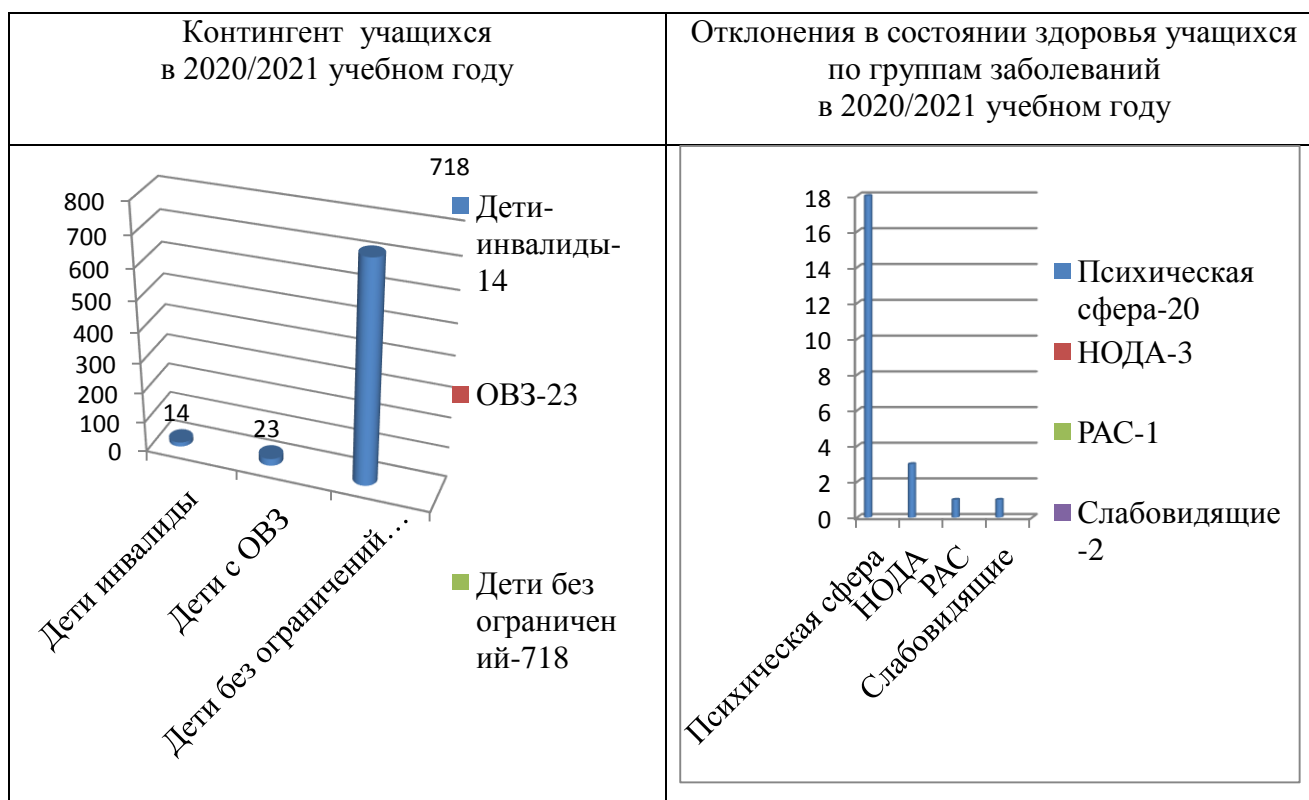 Контингент учащихся
в 2020/2021 учебном году
Отклонения в состоянии здоровья учащихся
по группам заболеваний
в 2020/2021 учебном году
718
800
700
600
500
400
300
200
100
0
14
23
Дети инвалиды
Дети с ОВЗ
Дети без ограничений…
Дети-
инвалиды-
14
ОВЗ-23
Дети без
ограничен
ий-718
18
16
14
12
10
8
6
4
2
0
Психическая сфера
НОДА
РАС
Слабовидящие
Психическая
сфера-20
НОДА-3
РАС-1
Слабовидящие
-2